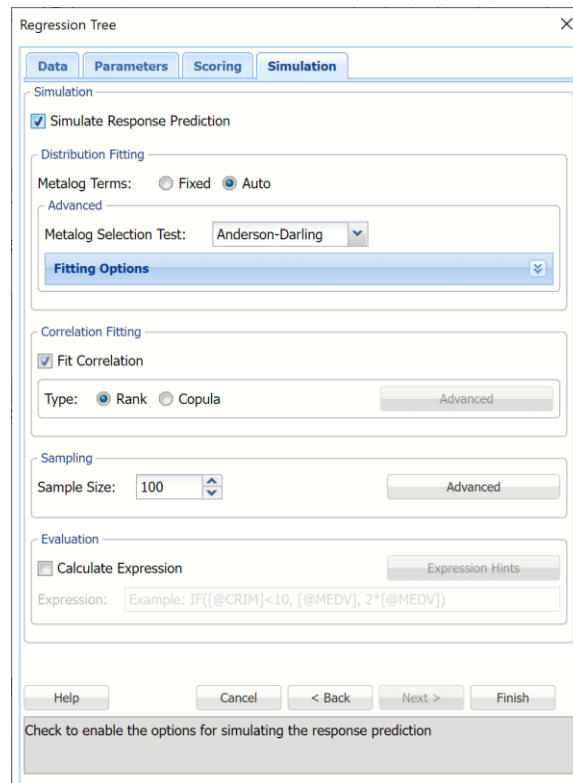 Regression Tree
Data Parameters Scoring Simulation
Simulation
Simulate Response Prediction
Distribution Fitting
Metalog Terms: Fixed Auto
Advanced
Metalog Selection Test: Anderson-Darling
Fitting Options
Correlation Fitting
Fit Correlation
Type: Rank Copula Advanced
Sampling
Sample Size: 100 Advanced
Evaluation
Calculate Expression Expression Hints
Expression: Example: IF([@CRIM]<10, [@MEDV], 2*[@MEDV])
Help Cancel < Back Next > Finish
Check to enable the options for simulating the response prediction